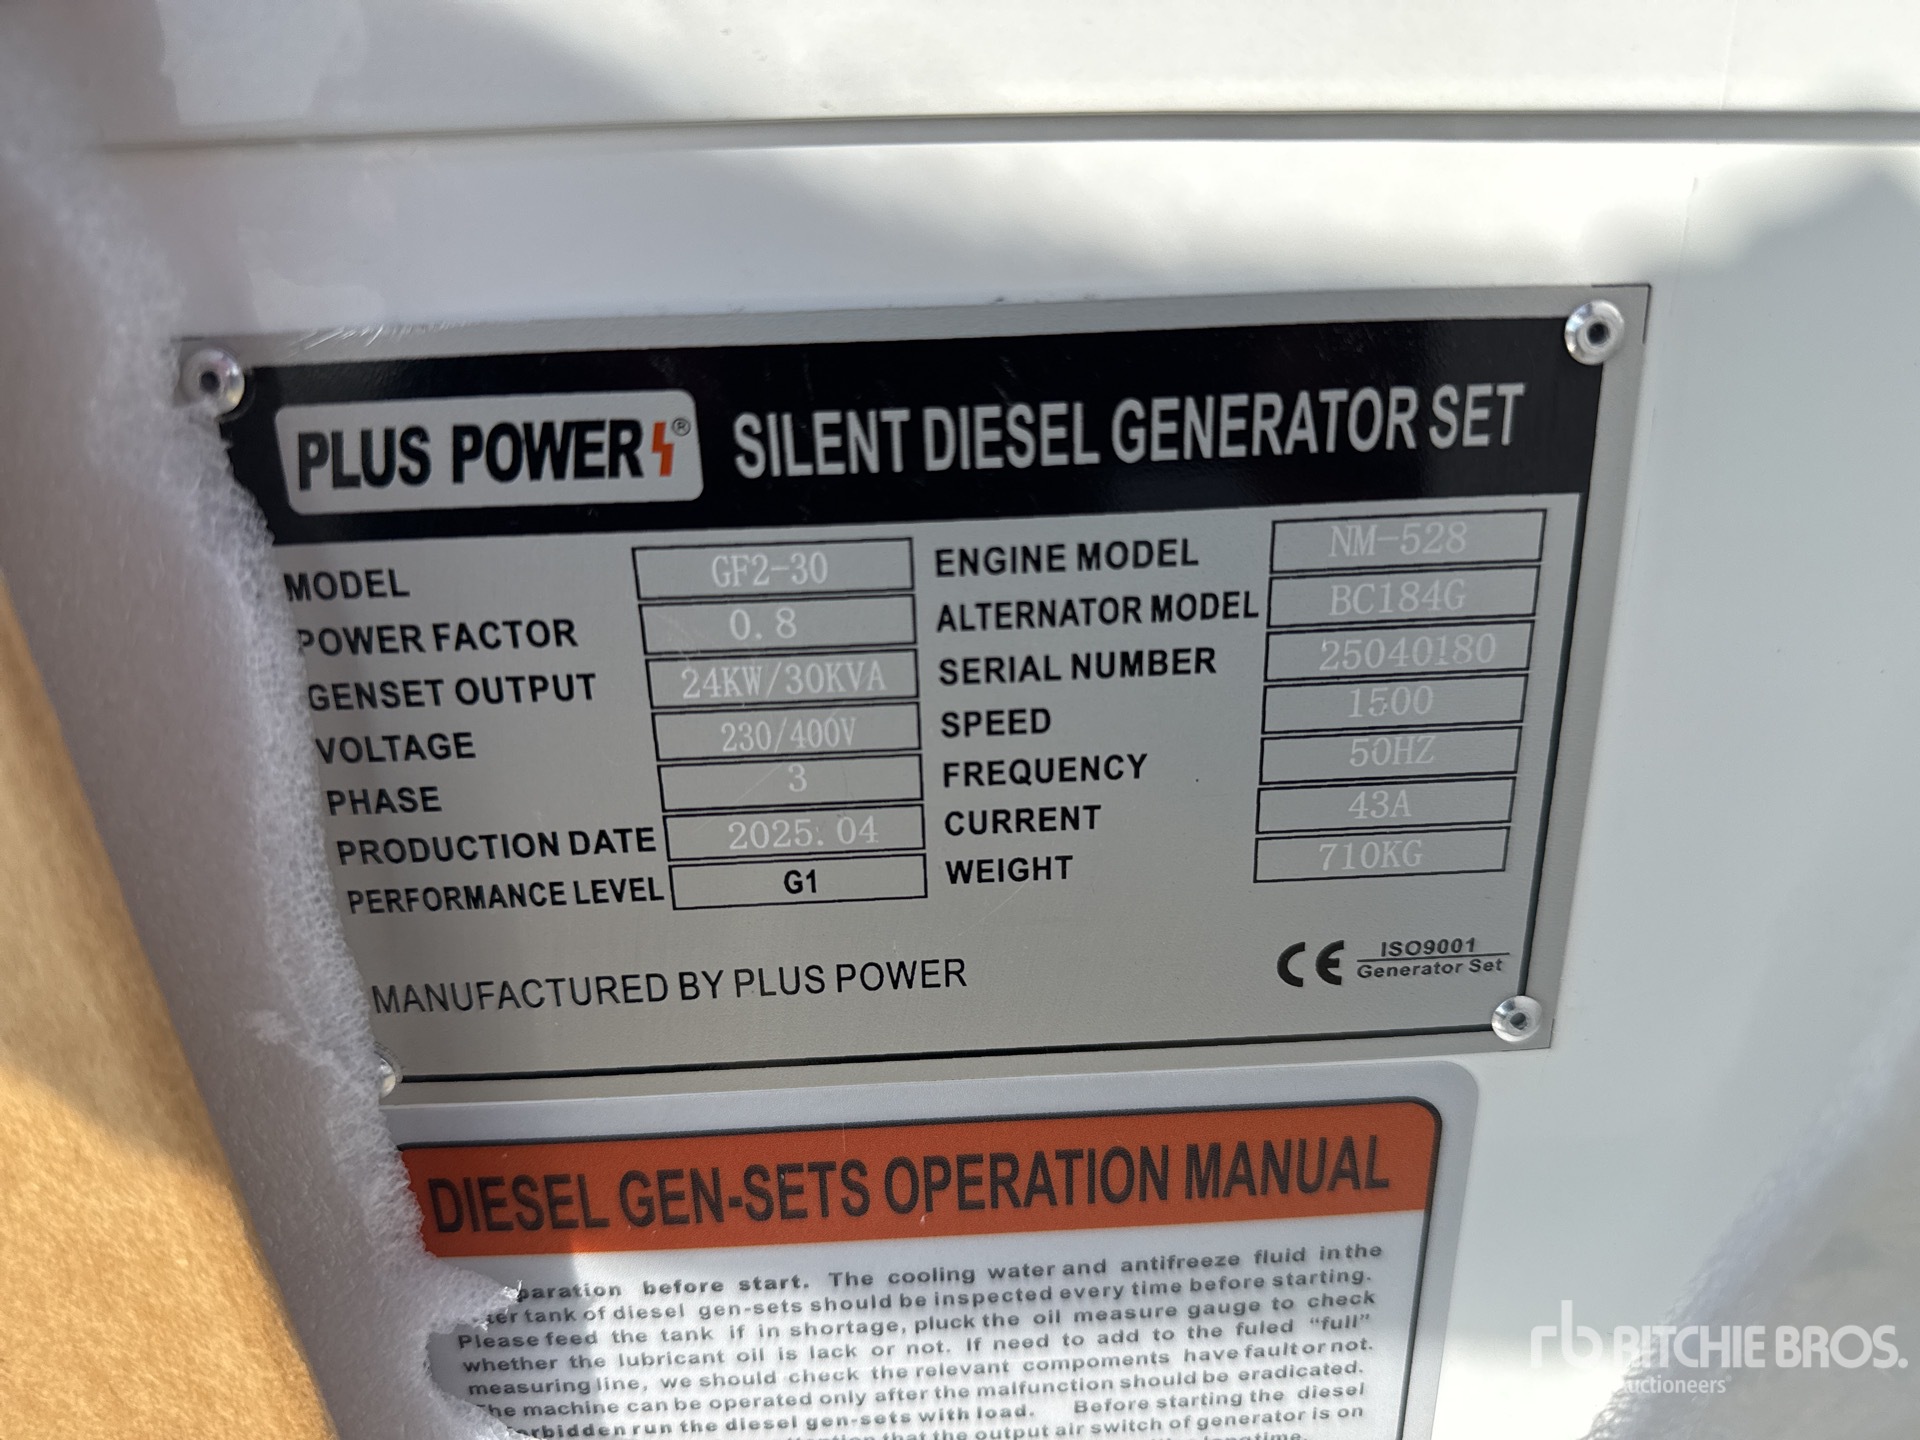 PLUS POWER® SILENT DIESEL GENERATOR SET
MODEL GF2-30
POWER FACTOR 0.8
GENSET OUTPUT 24KW/30KVA
VOLTAGE 230/400V
PHASE 3
PRODUCTION DATE 2025.04
PERFORMANCE LEVEL G1
ENGINE MODEL NM-528
ALTERNATOR MODEL BC184G
SERIAL NUMBER 25040180
SPEED 1500
FREQUENCY 50HZ
CURRENT 43A
WEIGHT 710KG
MANUFACTURED BY PLUS POWER
CE ISO9001
Generator Set
DIESEL GEN-SETS OPERATION MANUAL
before start. The cooling water and antifreeze fluid in the
tank of diesel gen-sets should be inspected every time before starting.
Please feed the tank if in shortage, pluck the oil measure gauge to check
whether the lubricant oil is lack or not. If need to add to the fuled "full"
measuring line, we should check the relevant compoments have fault or not.
The machine can be operated only after the malfunction should be eradicated.
run the diesel gen-sets with load. Before starting the diesel
that the output air switch of generator is on
rb RITCHIE BROS.
Auctioneers